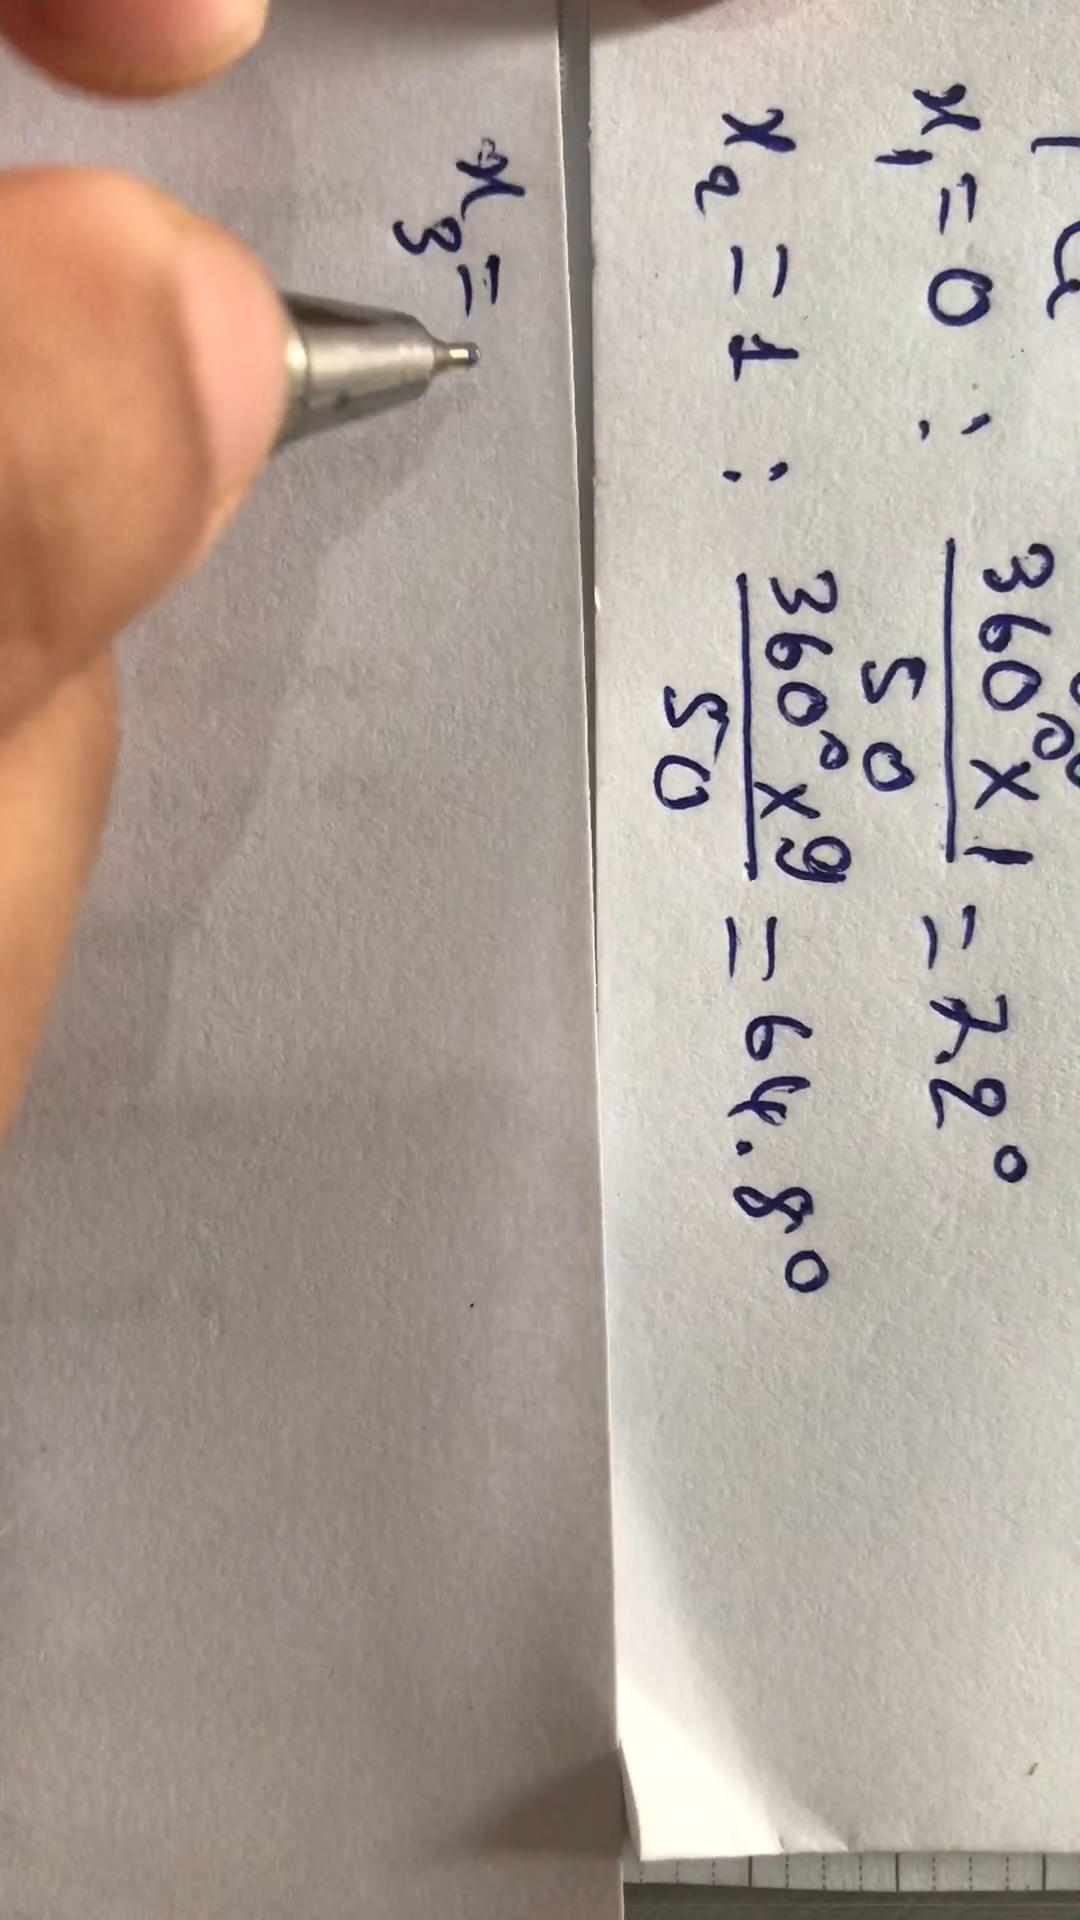 x₁ = 0 : 360° x 1 / 50 = 7.2°
x₂ = 1 : 360° x 9 / 50 = 64.8°
x₃ =